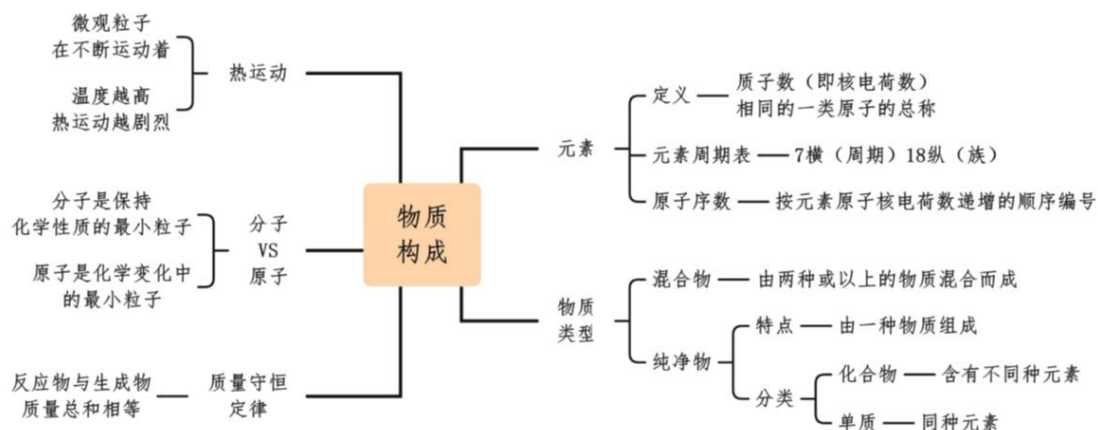 微观粒子
在不断运动着
温度越高
热运动越剧烈
热运动
分子是保持
化学性质的最小粒子
原子是化学变化中
的最小粒子
分子
VS
原子
反应物与生成物
质量总和相等
质量守恒
定律
物质
构成
元素
定义
质子数（即核电荷数）
相同的一类原子的总称
元素周期表
7横（周期）18纵（族）
原子序数
按元素原子核电荷数递增的顺序编号
物质
类型
混合物
由两种或以上的物质混合而成
纯净物
特点
由一种物质组成
分类
化合物
含有不同种元素
单质
同种元素